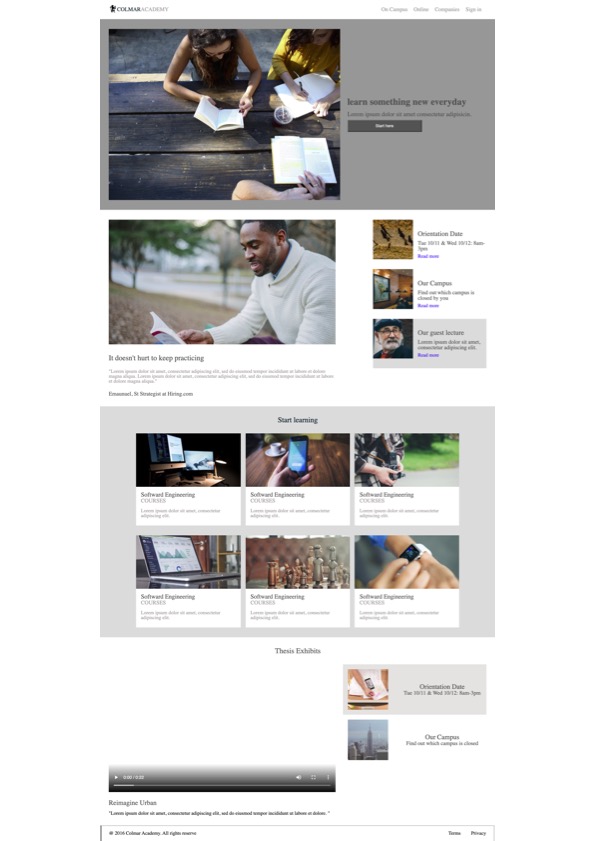 COLMARACADEMY
On Campus Online Companies Sign in
learn something new everyday
Lorem ipsum dolor sit amet consectetur adipisicin.
Start here
Orientation Date
Tue 10/11 & Wed 10/12: 8am-
3pm
Read more
Our Campus
Find out which campus is
closed by you
Read more
Our guest lecture
Lorem ipsum dolor sit amet,
consectetur adipiscing elit.
Read more
It doesn't hurt to keep practicing
"Lorem ipsum dolor sit amet, consectetur adipiscing elit, sed do eiusmod tempor incididunt ut labore et dolore
magna aliqua. Lorem ipsum dolor sit amet, consectetur adipiscing elit, sed do eiusmod tempor incididunt ut labore
et dolore magna aliqua."
Emaunuel, Sr Strategist at Hiring.com
Start learning
Softward Engineering
COURSES
Lorem ipsum dolor sit amet, consectetur
adipiscing elit.
Softward Engineering
COURSES
Lorem ipsum dolor sit amet, consectetur
adipiscing elit.
Softward Engineering
COURSES
Lorem ipsum dolor sit amet, consectetur
adipiscing elit.
Softward Engineering
COURSES
Lorem ipsum dolor sit amet, consectetur
adipiscing elit.
Softward Engineering
COURSES
Lorem ipsum dolor sit amet, consectetur
adipiscing elit.
Softward Engineering
COURSES
Lorem ipsum dolor sit amet, consectetur
adipiscing elit.
Thesis Exhibits
Orientation Date
Tue 10/11 & Wed 10/12: 8am-3pm
Our Campus
Find out which campus is closed
0:00 / 0:23
Reimagine Urban
"Lorem ipsum dolor sit amet, consectetur adipiscing elit, sed do eiusmod tempor incididunt ut labore et dolore. "
@ 2016 Colmar Academy. All rights reserve
Terms Privacy